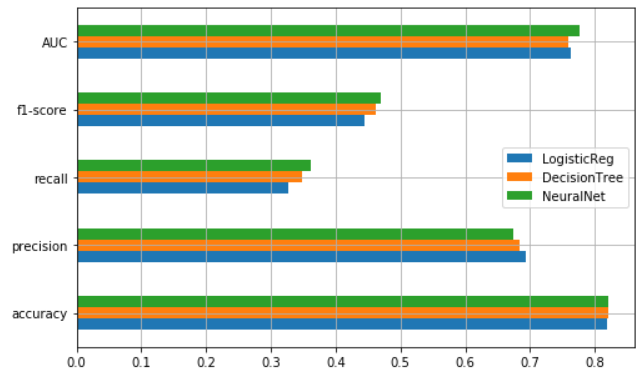 AUC
f1-score
recall
precision
accuracy
LogisticReg
DecisionTree
NeuralNet
0.0 0.1 0.2 0.3 0.4 0.5 0.6 0.7 0.8